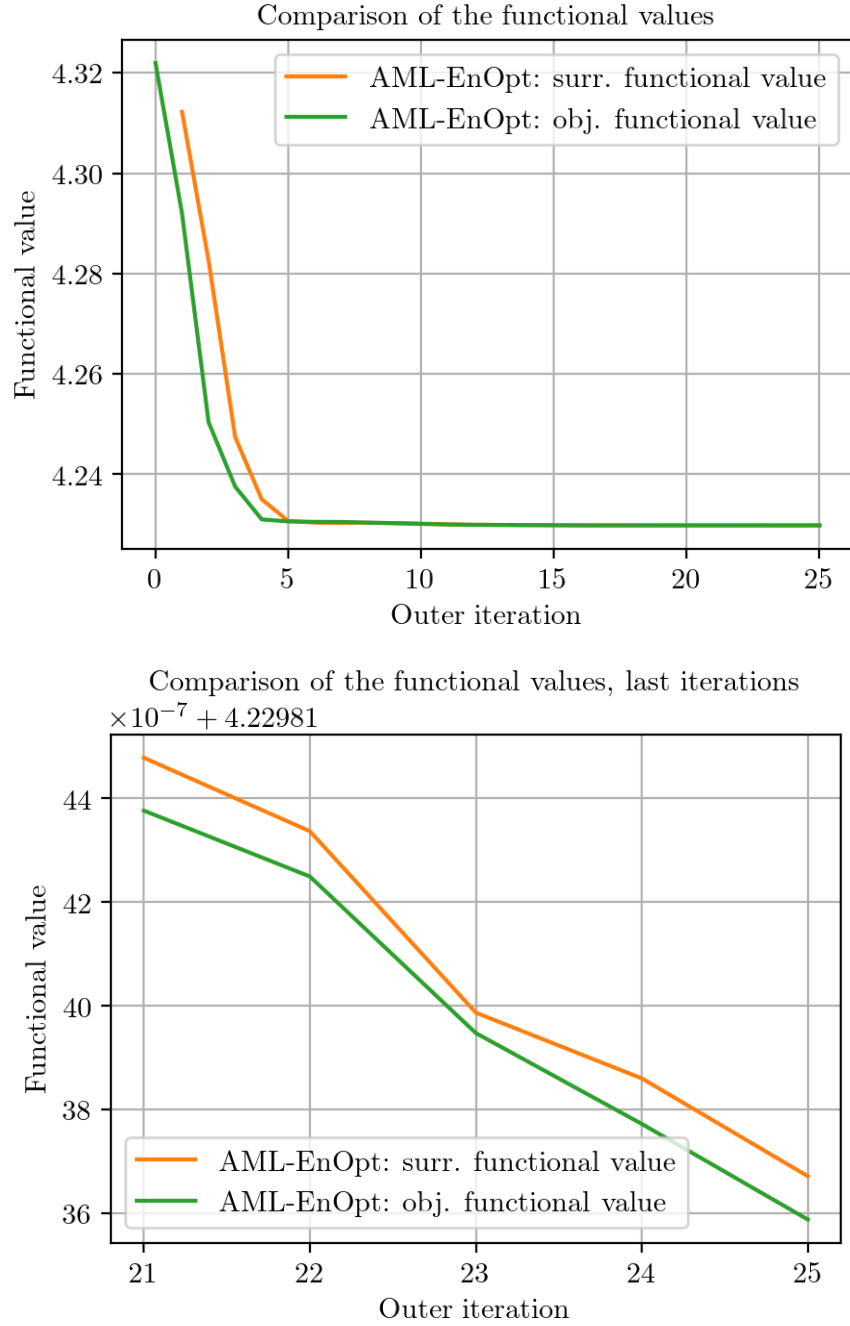 Comparison of the functional values
4.32
4.30
4.28
4.26
4.24
Functional value
AML-EnOpt: surr. functional value
AML-EnOpt: obj. functional value
0 5 10 15 20 25
Outer iteration
Comparison of the functional values, last iterations
×10⁻⁷ + 4.22981
44
42
40
38
36
Functional value
AML-EnOpt: surr. functional value
AML-EnOpt: obj. functional value
21 22 23 24 25
Outer iteration